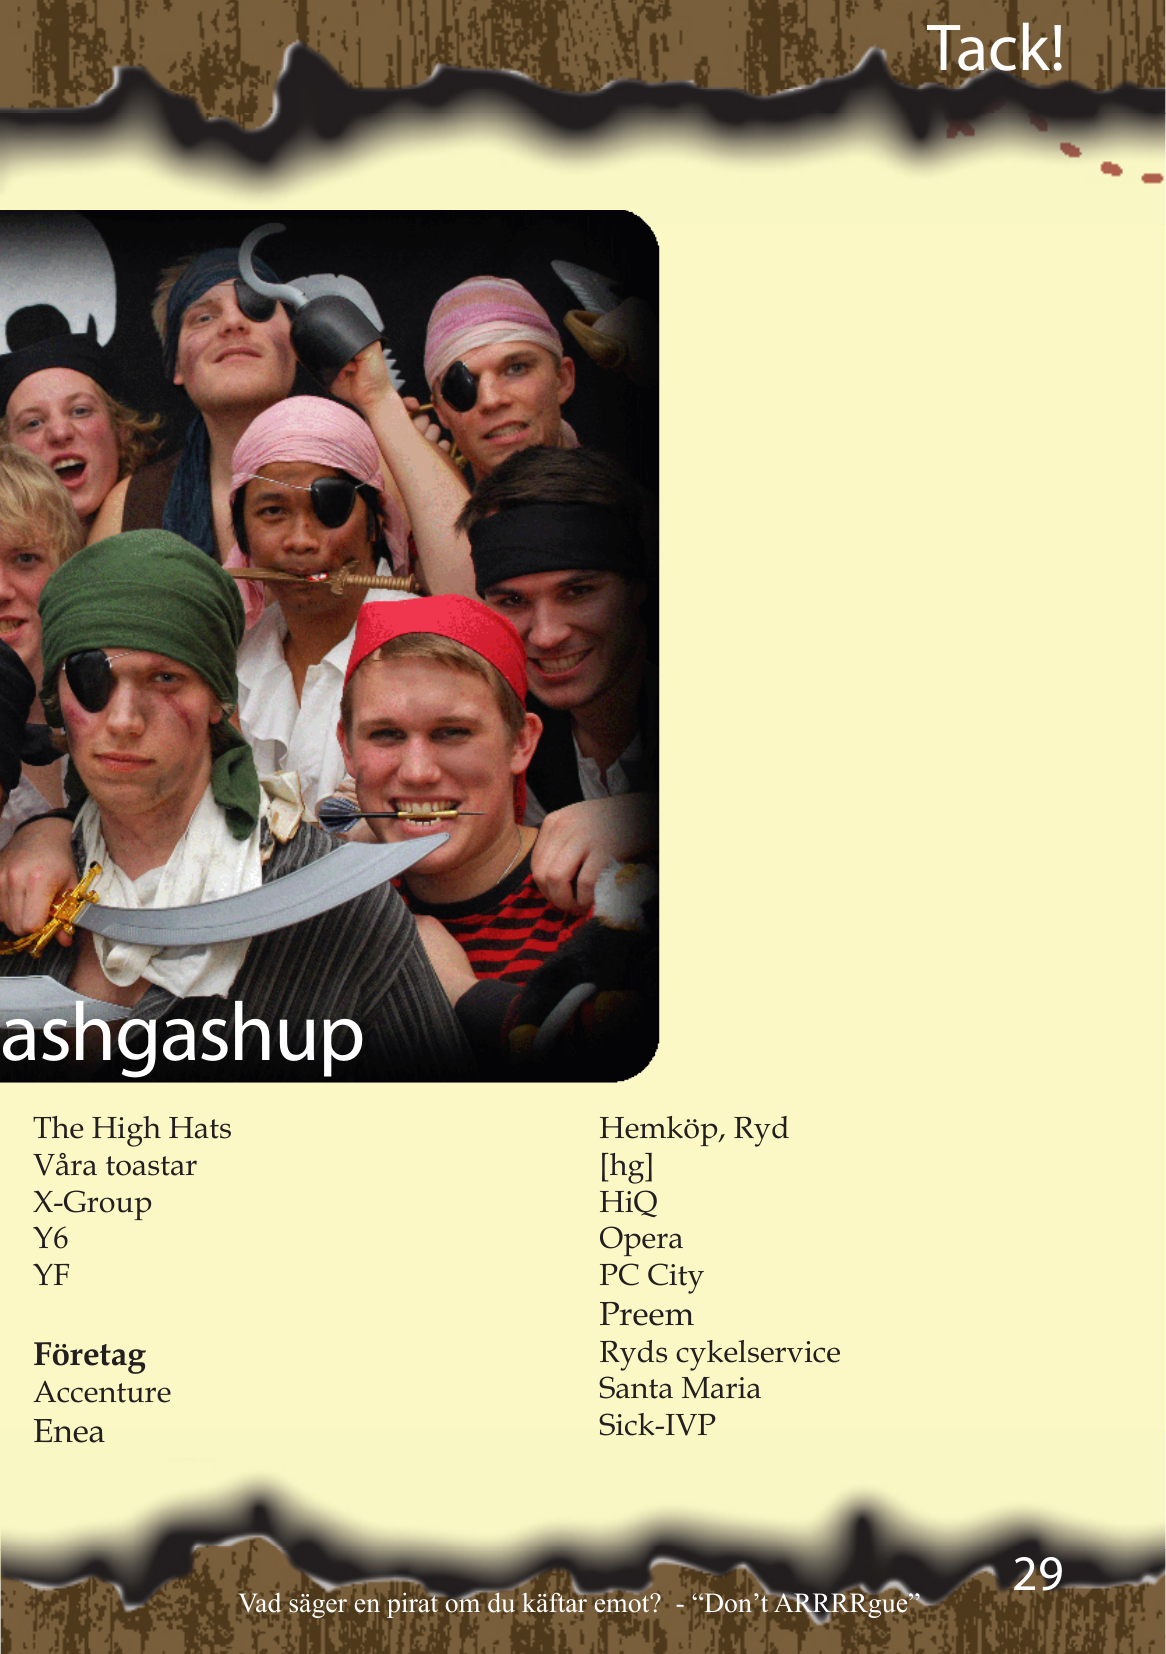 Tack!
ashgashup
The High Hats
Våra toastar
X-Group
Y6
YF
Företag
Accenture
Enea
Hemköp, Ryd
[hg]
HiQ
Opera
PC City
Preem
Ryds cykelservice
Santa Maria
Sick-IVP
29
Vad säger en pirat om du käftar emot?  - “Don’t ARRRRgue”